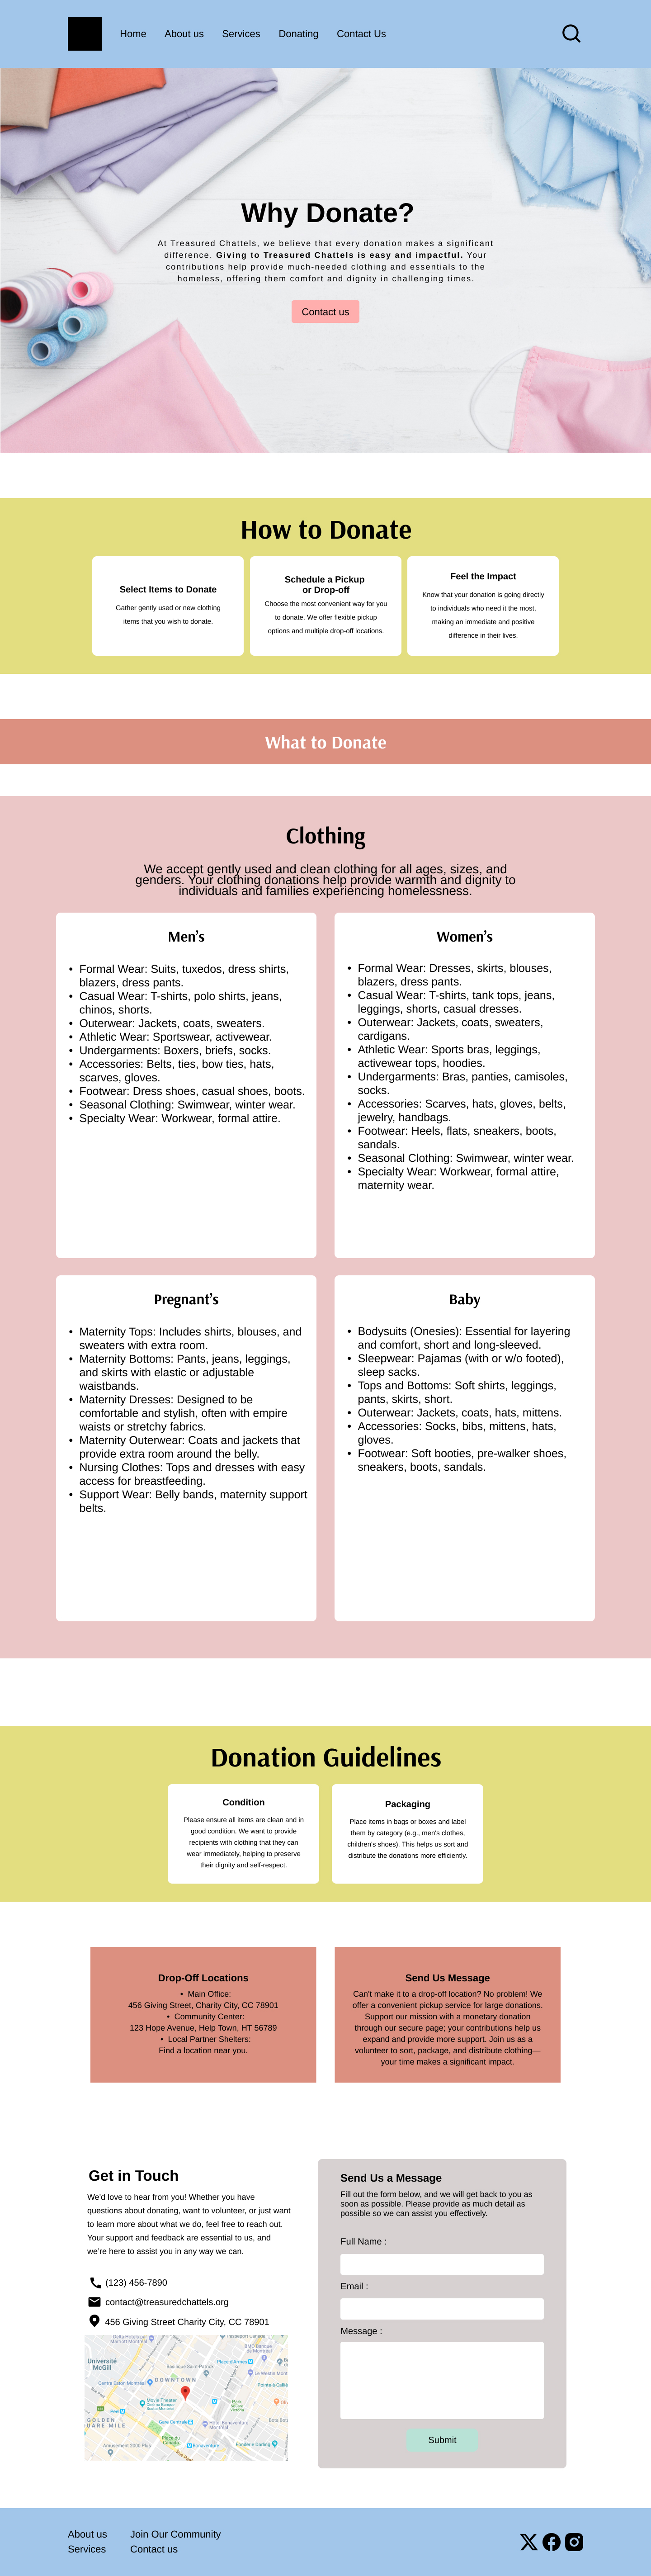 Home About us Services Donating Contact Us
Why Donate?
At Treasured Chattels, we believe that every donation makes a significant
difference. Giving to Treasured Chattels is easy and impactful. Your
contributions help provide much-needed clothing and essentials to the
homeless, offering them comfort and dignity in challenging times.
Contact us
How to Donate
Select Items to Donate
Gather gently used or new clothing
items that you wish to donate.
Schedule a Pickup
or Drop-off
Choose the most convenient way for you
to donate. We offer flexible pickup
options and multiple drop-off locations.
Feel the Impact
Know that your donation is going directly
to individuals who need it the most,
making an immediate and positive
difference in their lives.
What to Donate
Clothing
We accept gently used and clean clothing for all ages, sizes, and
genders. Your clothing donations help provide warmth and dignity to
individuals and families experiencing homelessness.
Men's
• Formal Wear: Suits, tuxedos, dress shirts,
blazers, dress pants.
• Casual Wear: T-shirts, polo shirts, jeans,
chinos, shorts.
• Outerwear: Jackets, coats, sweaters.
• Athletic Wear: Sportswear, activewear.
• Undergarments: Boxers, briefs, socks.
• Accessories: Belts, ties, bow ties, hats,
scarves, gloves.
• Footwear: Dress shoes, casual shoes, boots.
• Seasonal Clothing: Swimwear, winter wear.
• Specialty Wear: Workwear, formal attire.
Women's
• Formal Wear: Dresses, skirts, blouses,
blazers, dress pants.
• Casual Wear: T-shirts, tank tops, jeans,
leggings, shorts, casual dresses.
• Outerwear: Jackets, coats, sweaters,
cardigans.
• Athletic Wear: Sports bras, leggings,
activewear tops, hoodies.
• Undergarments: Bras, panties, camisoles,
socks.
• Accessories: Scarves, hats, gloves, belts,
jewelry, handbags.
• Footwear: Heels, flats, sneakers, boots,
sandals.
• Seasonal Clothing: Swimwear, winter wear.
• Specialty Wear: Workwear, formal attire,
maternity wear.
Pregnant's
• Maternity Tops: Includes shirts, blouses, and
sweaters with extra room.
• Maternity Bottoms: Pants, jeans, leggings,
and skirts with elastic or adjustable
waistbands.
• Maternity Dresses: Designed to be
comfortable and stylish, often with empire
waists or stretchy fabrics.
• Maternity Outerwear: Coats and jackets that
provide extra room around the belly.
• Nursing Clothes: Tops and dresses with easy
access for breastfeeding.
• Support Wear: Belly bands, maternity support
belts.
Baby
• Bodysuits (Onesies): Essential for layering
and comfort, short and long-sleeved.
• Sleepwear: Pajamas (with or w/o footed),
sleep sacks.
• Tops and Bottoms: Soft shirts, leggings,
pants, skirts, short.
• Outerwear: Jackets, coats, hats, mittens.
• Accessories: Socks, bibs, mittens, hats,
gloves.
• Footwear: Soft booties, pre-walker shoes,
sneakers, boots, sandals.
Donation Guidelines
Condition
Please ensure all items are clean and in
good condition. We want to provide
recipients with clothing that they can
wear immediately, helping to preserve
their dignity and self-respect.
Packaging
Place items in bags or boxes and label
them by category (e.g., men's clothes,
children's shoes). This helps us sort and
distribute the donations more efficiently.
Drop-Off Locations
• Main Office:
456 Giving Street, Charity City, CC 78901
• Community Center:
123 Hope Avenue, Help Town, HT 56789
• Local Partner Shelters:
Find a location near you.
Send Us Message
Can't make it to a drop-off location? No problem! We
offer a convenient pickup service for large donations.
Support our mission with a monetary donation
through our secure page; your contributions help us
expand and provide more support. Join us as a
volunteer to sort, package, and distribute clothing—
your time makes a significant impact.
Get in Touch
We'd love to hear from you! Whether you have
questions about donating, want to volunteer, or just want
to learn more about what we do, feel free to reach out.
Your support and feedback are essential to us, and
we're here to assist you in any way we can.
(123) 456-7890
contact@treasuredchattels.org
456 Giving Street Charity City, CC 78901
Université
McGill
Basilique Saint-Patrick
Place-d'Armes
Centre Eaton Montréal
DOWNTOWN
Movie Theater
Peel
Gare Centrale
GOLDEN
UARE MILE
Place du
Canada
Square
Victoria
Amusement 2000 Plus
Bonaventure
Fonderie Darling
Send Us a Message
Fill out the form below, and we will get back to you as
soon as possible. Please provide as much detail as
possible so we can assist you effectively.
Full Name :
Email :
Message :
Submit
About us Join Our Community
Services Contact us